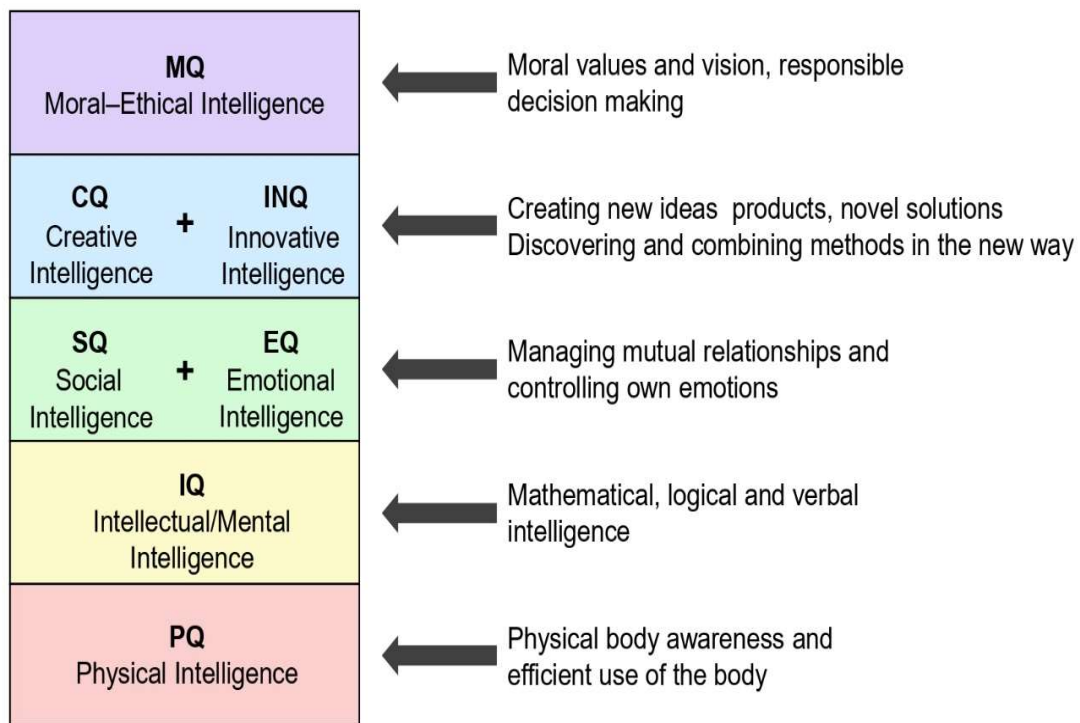 MQ
Moral–Ethical Intelligence
Moral values and vision, responsible
decision making
CQ + INQ
Creative Innovative
Intelligence Intelligence
Creating new ideas  products, novel solutions
Discovering and combining methods in the new way
SQ + EQ
Social Emotional
Intelligence Intelligence
Managing mutual relationships and
controlling own emotions
IQ
Intellectual/Mental
Intelligence
Mathematical, logical and verbal
intelligence
PQ
Physical Intelligence
Physical body awareness and
efficient use of the body